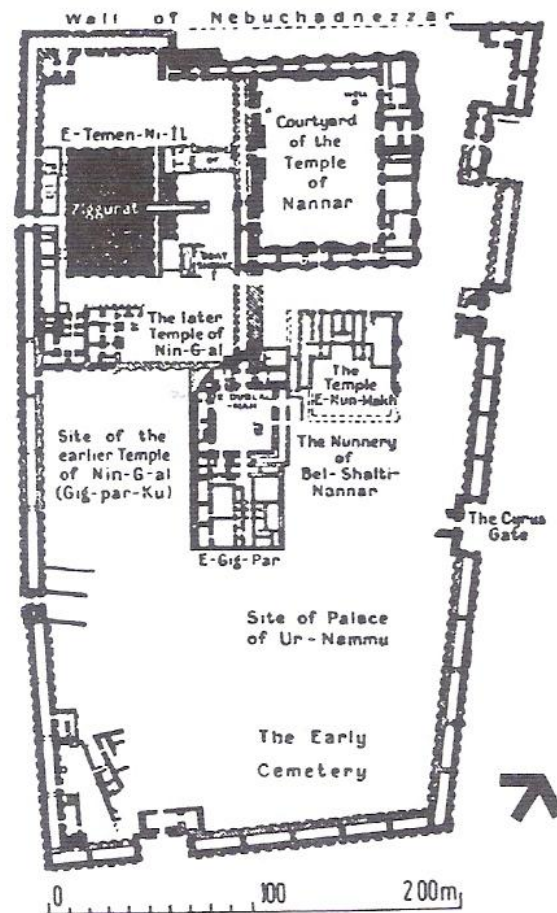 Wall of Nebuchadnezzar
E-Temen-Ni-Il
Courtyard
of the
Temple
of
Nannar
Ziggurat
The later
Temple of
Nin-G-al
The
Temple
E-Nun-Makh
Site of the
earlier Temple
of Nin-G-al
(Gig-par-Ku)
The Nunnery
of
Bel-Shalti-
Nannar
The Cyrus
Gate
E-Gig-Par
Site of Palace
of Ur-Nammu
The Early
Cemetery
0 100 200m